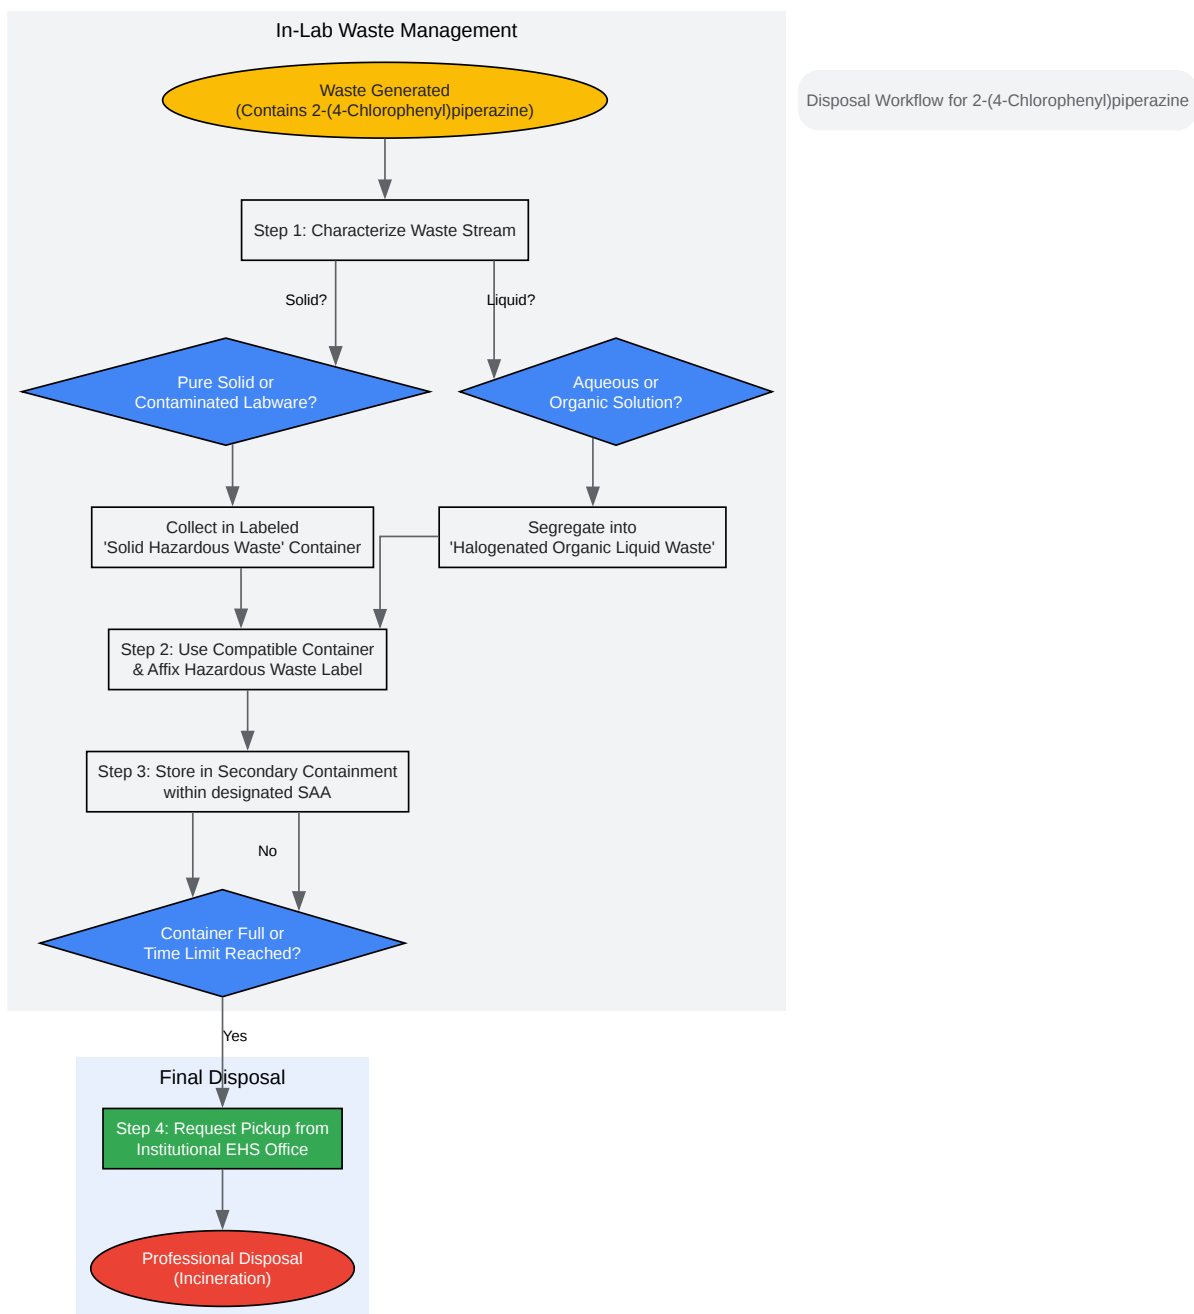 In-Lab Waste Management
Waste Generated
(Contains 2-(4-Chlorophenyl)piperazine)
Disposal Workflow for 2-(4-Chlorophenyl)piperazine
Step 1: Characterize Waste Stream
Solid?
Liquid?
Pure Solid or
Contaminated Labware?
Aqueous or
Organic Solution?
Collect in Labeled
'Solid Hazardous Waste' Container
Segregate into
'Halogenated Organic Liquid Waste'
Step 2: Use Compatible Container
& Affix Hazardous Waste Label
Step 3: Store in Secondary Containment
within designated SAA
No
Container Full or
Time Limit Reached?
Yes
Final Disposal
Step 4: Request Pickup from
Institutional EHS Office
Professional Disposal
(Incineration)